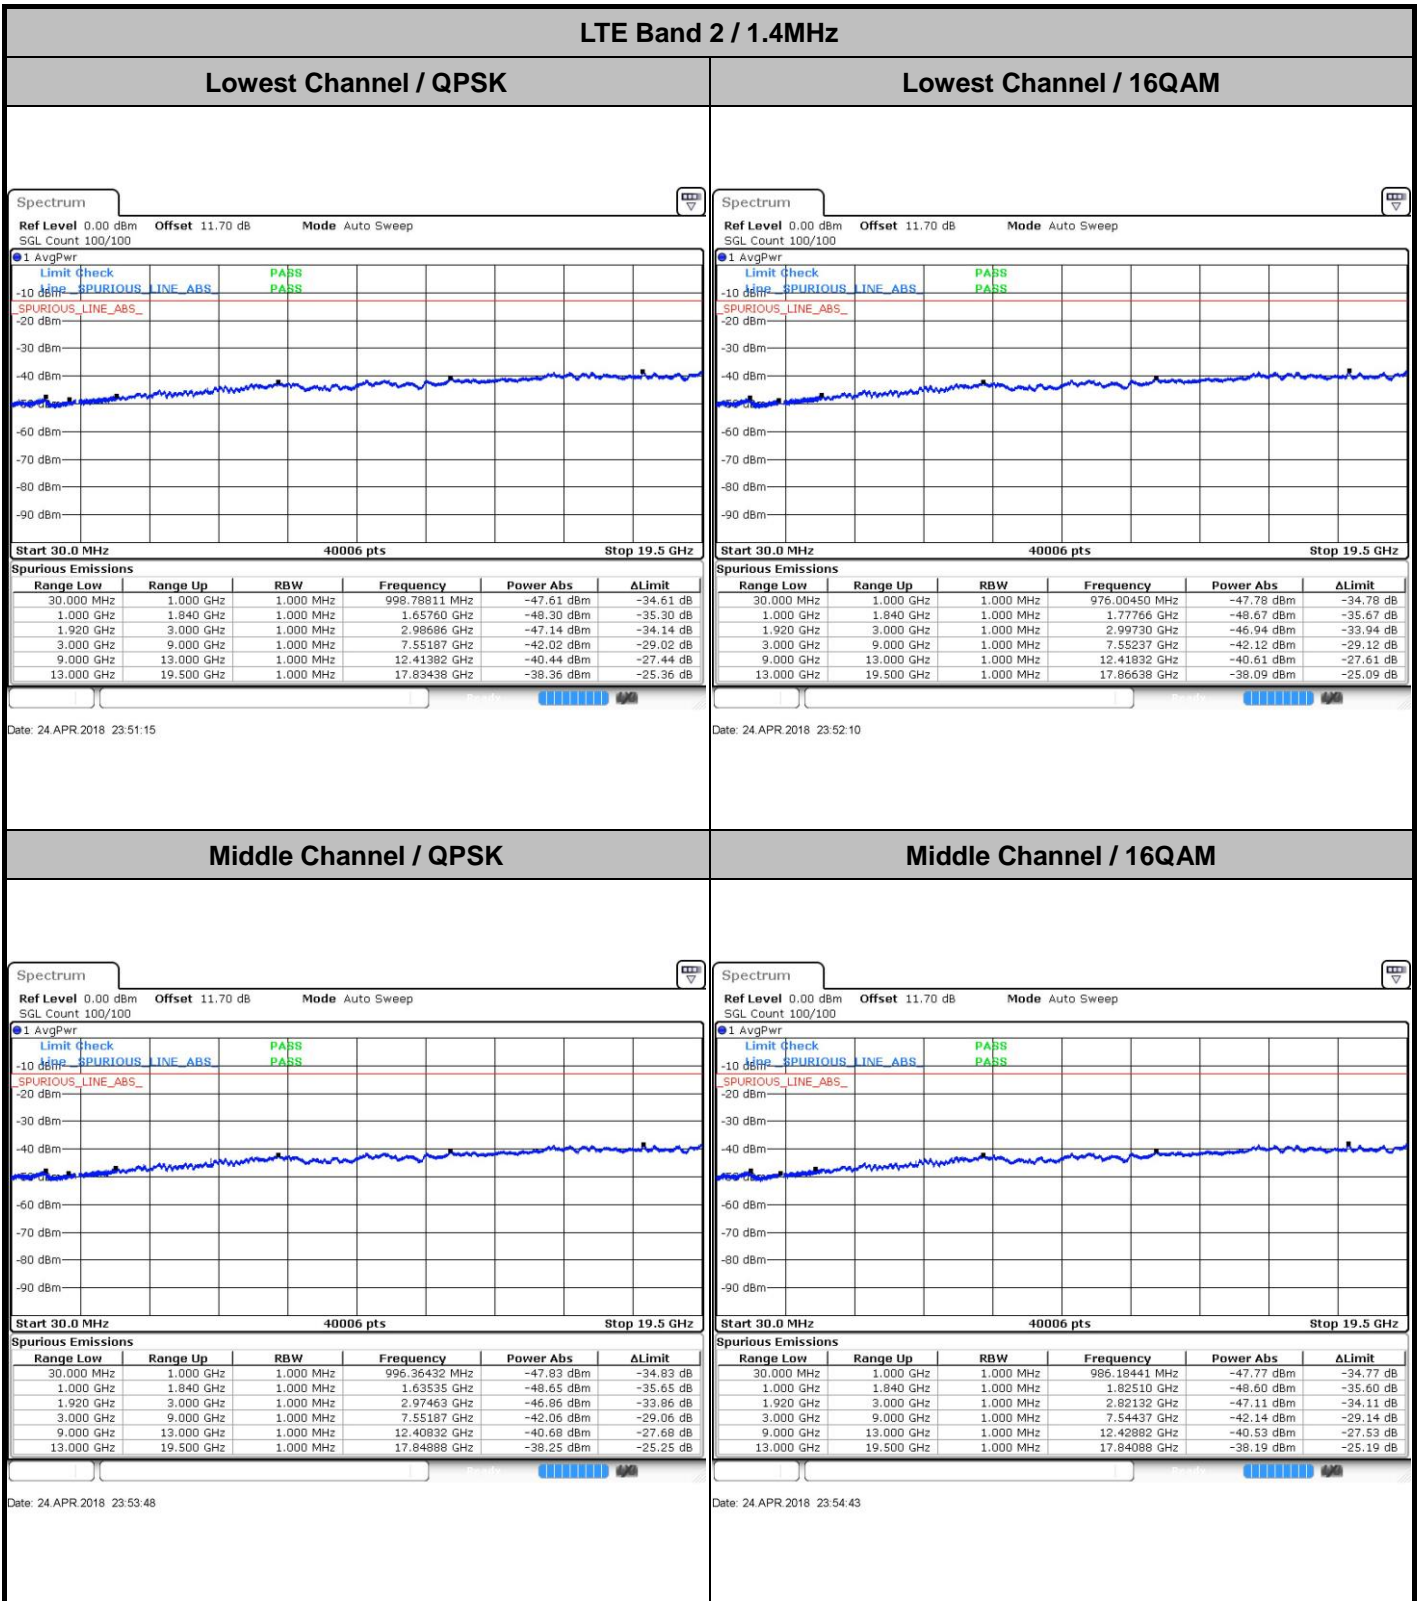 LTE Band 2 / 1.4MHz
Lowest Channel / QPSK
Lowest Channel / 16QAM
Spectrum
Ref Level 0.00 dBm Offset 11.70 dB Mode Auto Sweep
SGL Count 100/100
1 AvgPwr
Limit Check PASS
Line _SPURIOUS_LINE_ABS_ PASS
-10 dBm
_SPURIOUS_LINE_ABS_
-20 dBm
-30 dBm
-40 dBm
-60 dBm
-70 dBm
-80 dBm
-90 dBm
Start 30.0 MHz 40006 pts Stop 19.5 GHz
Spurious Emissions
Range Low Range Up RBW Frequency Power Abs ΔLimit
30.000 MHz 1.000 GHz 1.000 MHz 998.78811 MHz -47.61 dBm -34.61 dB
1.000 GHz 1.840 GHz 1.000 MHz 1.65760 GHz -48.30 dBm -35.30 dB
1.920 GHz 3.000 GHz 1.000 MHz 2.98686 GHz -47.14 dBm -34.14 dB
3.000 GHz 9.000 GHz 1.000 MHz 7.55187 GHz -42.02 dBm -29.02 dB
9.000 GHz 13.000 GHz 1.000 MHz 12.41382 GHz -40.44 dBm -27.44 dB
13.000 GHz 19.500 GHz 1.000 MHz 17.83438 GHz -38.36 dBm -25.36 dB
Date: 24.APR.2018 23:51:15
Spectrum
Ref Level 0.00 dBm Offset 11.70 dB Mode Auto Sweep
SGL Count 100/100
1 AvgPwr
Limit Check PASS
Line _SPURIOUS_LINE_ABS_ PASS
-10 dBm
_SPURIOUS_LINE_ABS_
-20 dBm
-30 dBm
-40 dBm
-60 dBm
-70 dBm
-80 dBm
-90 dBm
Start 30.0 MHz 40006 pts Stop 19.5 GHz
Spurious Emissions
Range Low Range Up RBW Frequency Power Abs ΔLimit
30.000 MHz 1.000 GHz 1.000 MHz 976.00450 MHz -47.78 dBm -34.78 dB
1.000 GHz 1.840 GHz 1.000 MHz 1.77766 GHz -48.67 dBm -35.67 dB
1.920 GHz 3.000 GHz 1.000 MHz 2.99730 GHz -46.94 dBm -33.94 dB
3.000 GHz 9.000 GHz 1.000 MHz 7.55237 GHz -42.12 dBm -29.12 dB
9.000 GHz 13.000 GHz 1.000 MHz 12.41832 GHz -40.61 dBm -27.61 dB
13.000 GHz 19.500 GHz 1.000 MHz 17.86638 GHz -38.09 dBm -25.09 dB
Date: 24.APR.2018 23:52:10
Middle Channel / QPSK
Middle Channel / 16QAM
Spectrum
Ref Level 0.00 dBm Offset 11.70 dB Mode Auto Sweep
SGL Count 100/100
1 AvgPwr
Limit Check PASS
Line _SPURIOUS_LINE_ABS_ PASS
-10 dBm
_SPURIOUS_LINE_ABS_
-20 dBm
-30 dBm
-40 dBm
-60 dBm
-70 dBm
-80 dBm
-90 dBm
Start 30.0 MHz 40006 pts Stop 19.5 GHz
Spurious Emissions
Range Low Range Up RBW Frequency Power Abs ΔLimit
30.000 MHz 1.000 GHz 1.000 MHz 996.36432 MHz -47.83 dBm -34.83 dB
1.000 GHz 1.840 GHz 1.000 MHz 1.63535 GHz -48.65 dBm -35.65 dB
1.920 GHz 3.000 GHz 1.000 MHz 2.97463 GHz -46.86 dBm -33.86 dB
3.000 GHz 9.000 GHz 1.000 MHz 7.55187 GHz -42.06 dBm -29.06 dB
9.000 GHz 13.000 GHz 1.000 MHz 12.40832 GHz -40.68 dBm -27.68 dB
13.000 GHz 19.500 GHz 1.000 MHz 17.84888 GHz -38.25 dBm -25.25 dB
Date: 24.APR.2018 23:53:48
Spectrum
Ref Level 0.00 dBm Offset 11.70 dB Mode Auto Sweep
SGL Count 100/100
1 AvgPwr
Limit Check PASS
Line _SPURIOUS_LINE_ABS_ PASS
-10 dBm
_SPURIOUS_LINE_ABS_
-20 dBm
-30 dBm
-40 dBm
-60 dBm
-70 dBm
-80 dBm
-90 dBm
Start 30.0 MHz 40006 pts Stop 19.5 GHz
Spurious Emissions
Range Low Range Up RBW Frequency Power Abs ΔLimit
30.000 MHz 1.000 GHz 1.000 MHz 986.18441 MHz -47.77 dBm -34.77 dB
1.000 GHz 1.840 GHz 1.000 MHz 1.82510 GHz -48.60 dBm -35.60 dB
1.920 GHz 3.000 GHz 1.000 MHz 2.82132 GHz -47.11 dBm -34.11 dB
3.000 GHz 9.000 GHz 1.000 MHz 7.54437 GHz -42.14 dBm -29.14 dB
9.000 GHz 13.000 GHz 1.000 MHz 12.42882 GHz -40.53 dBm -27.53 dB
13.000 GHz 19.500 GHz 1.000 MHz 17.84088 GHz -38.19 dBm -25.19 dB
Date: 24.APR.2018 23:54:43